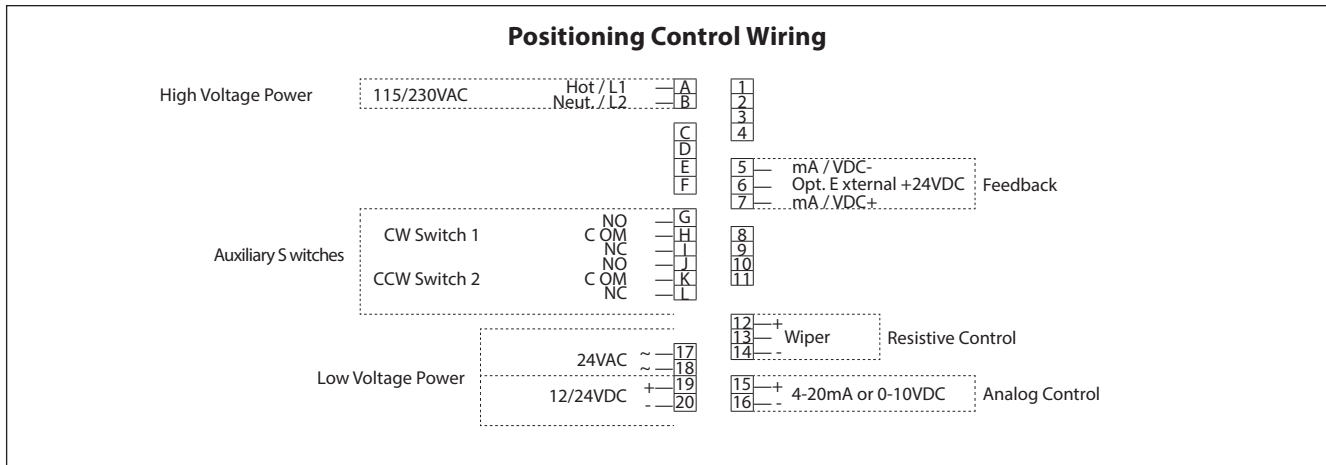 Positioning Control Wiring
High Voltage Power 115/230VAC Hot / L1 A 1
Neut. / L2 B 2
3
C 4
D
E 5 mA / VDC-
F 6 Opt. E xternal +24VDC Feedback
7 mA / VDC+
NO G
CW Switch 1 C OM H 8
NC I 9
Auxiliary S witches
NO J 10
CCW Switch 2 C OM K 11
NC L
12 +
13 Wiper Resistive Control
14 -
24VAC ~ 17
~ 18
Low Voltage Power
12/24VDC + 19
- 20
15 + 4-20mA or 0-10VDC Analog Control
16 -